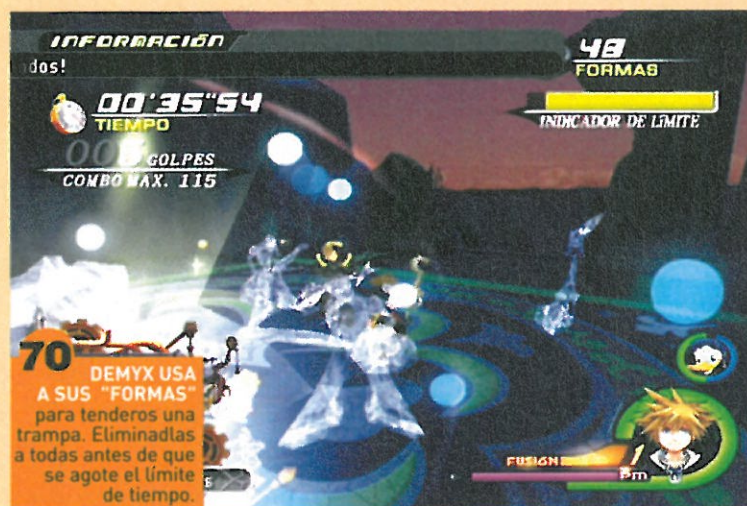 INFORMACIÓN
dos!
48
FORMAS
00'35"54
TIEMPO
INDICADOR DE LÍMITE
GOLPES
COMBO MAX. 115
70
DEMYX USA
A SUS "FORMAS"
para tenderos una
trampa. Eliminadlas
a todas antes de que
se agote el límite
de tiempo.
FUSIÓN
PM